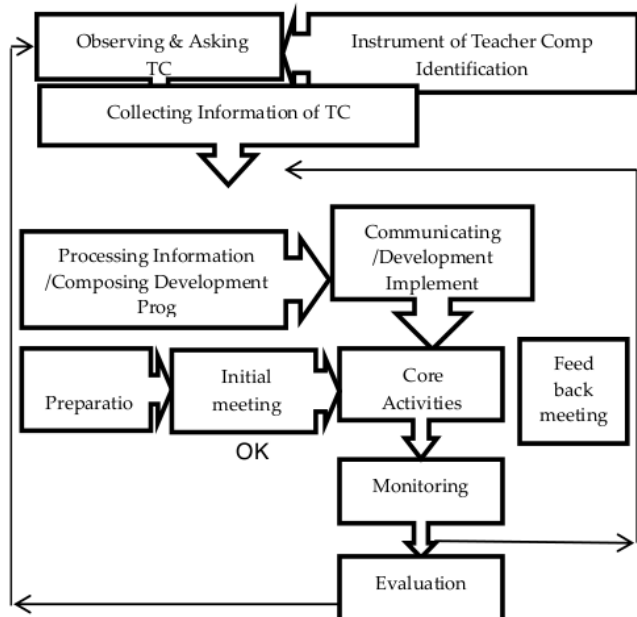 Observing & Asking
TC
Instrument of Teacher Comp
Identification
Collecting Information of TC
Processing Information
/Composing Development
Prog
Communicating
/Development
Implement
Preparatio
Initial
meeting
OK
Core
Activities
Feed
back
meeting
Monitoring
Evaluation